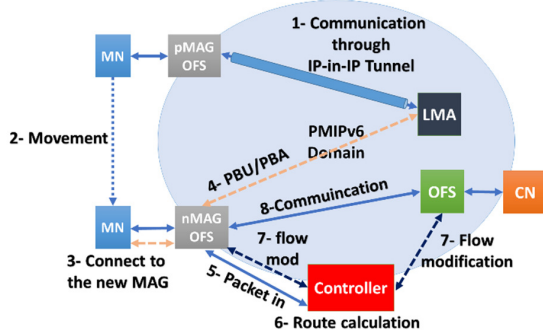 1- Communication
through
IP-in-IP Tunnel
MN
pMAG
OFS
LMA
2- Movement
PMIPv6
Domain
4- PBU/PBA
8-Commuincation
OFS
CN
MN
nMAG
OFS
7- flow
mod
7- Flow
modification
3- Connect to
the new MAG
5- Packet in
Controller
6- Route calculation